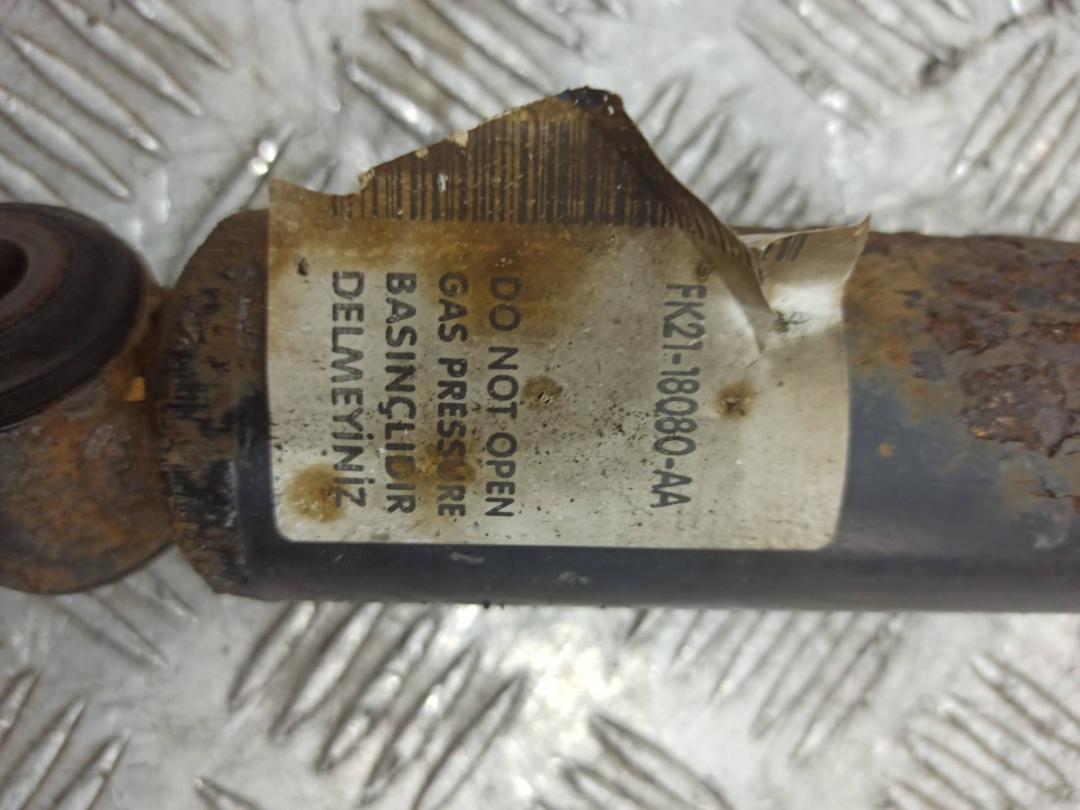 FK21-18080-AA
DO NOT OPEN
GAS PRESSURE
BASINÇLIDIR
DELMEYİNİZ